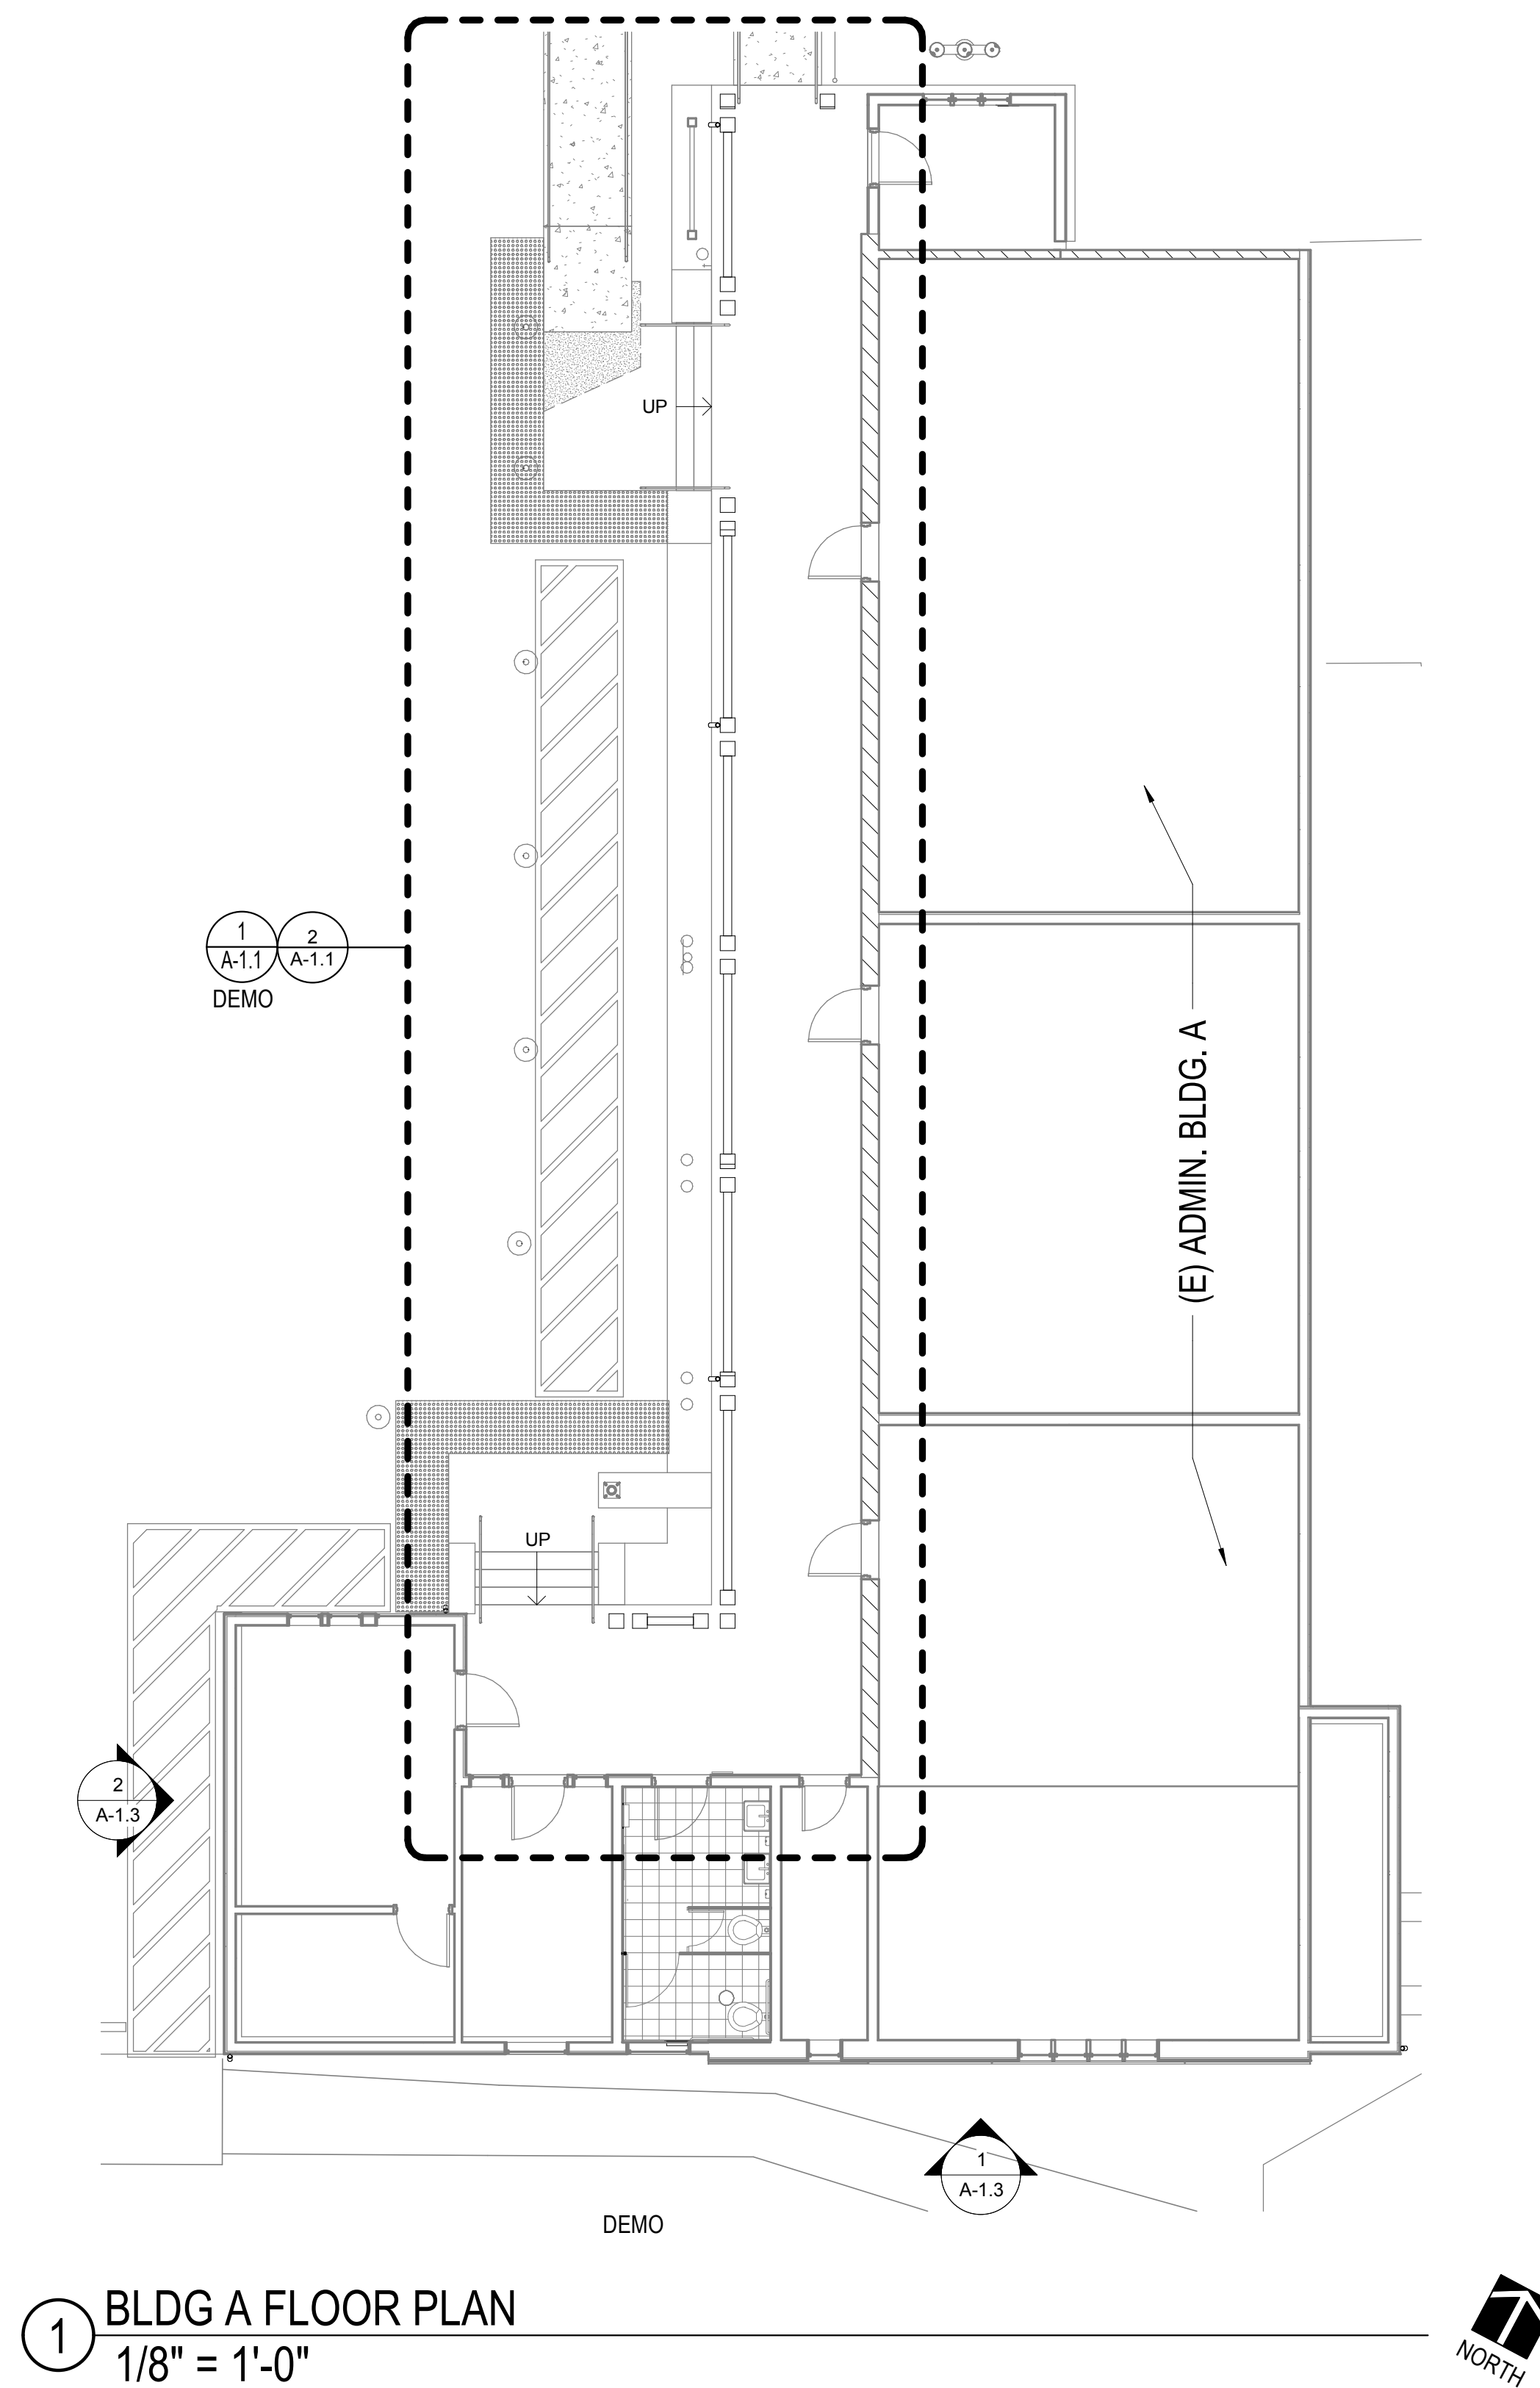 UP
1
A-1.1
2
A-1.1
DEMO
(E) ADMIN. BLDG. A
UP
2
A-1.3
1
A-1.3
DEMO
1
BLDG A FLOOR PLAN
1/8" = 1'-0"
NORTH